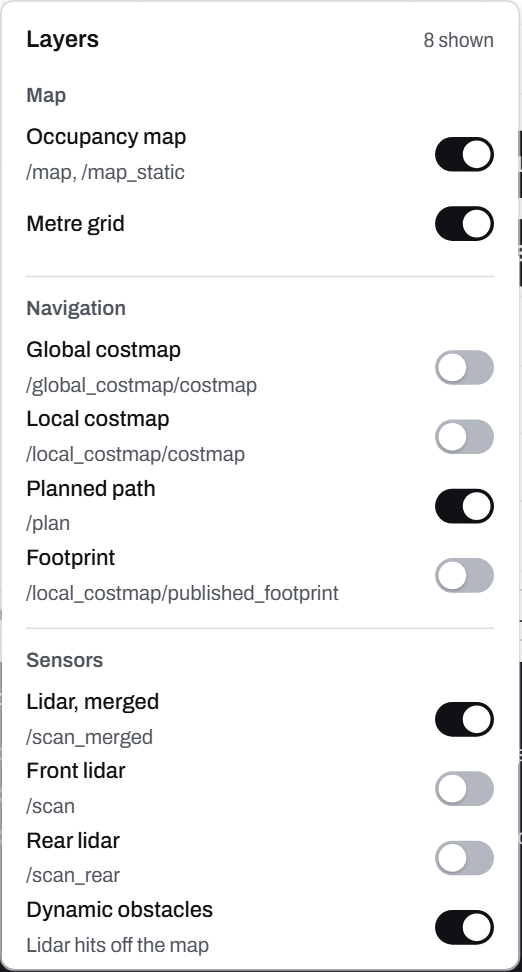 Layers
8 shown
Map
Occupancy map
/map, /map_static
Metre grid
Navigation
Global costmap
/global_costmap/costmap
Local costmap
/local_costmap/costmap
Planned path
/plan
Footprint
/local_costmap/published_footprint
Sensors
Lidar, merged
/scan_merged
Front lidar
/scan
Rear lidar
/scan_rear
Dynamic obstacles
Lidar hits off the map